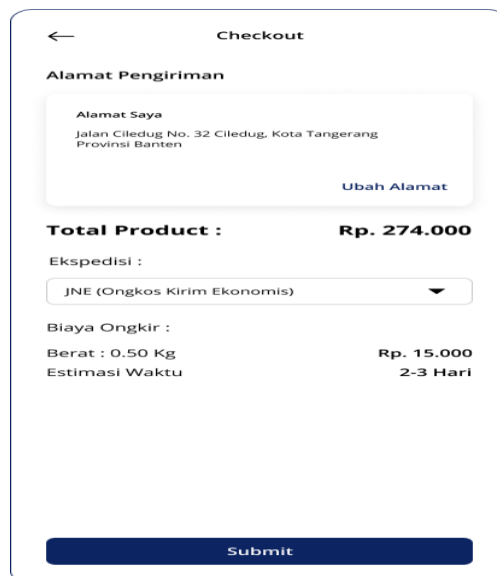 Checkout
Alamat Pengiriman
Alamat Saya
Jalan Ciledug No. 32 Ciledug, Kota Tangerang
Provinsi Banten
Ubah Alamat
Total Product : Rp. 274.000
Ekspedisi :
JNE (Ongkos Kirim Ekonomis)
Biaya Ongkir :
Berat : 0.50 Kg Rp. 15.000
Estimasi Waktu 2-3 Hari
Submit